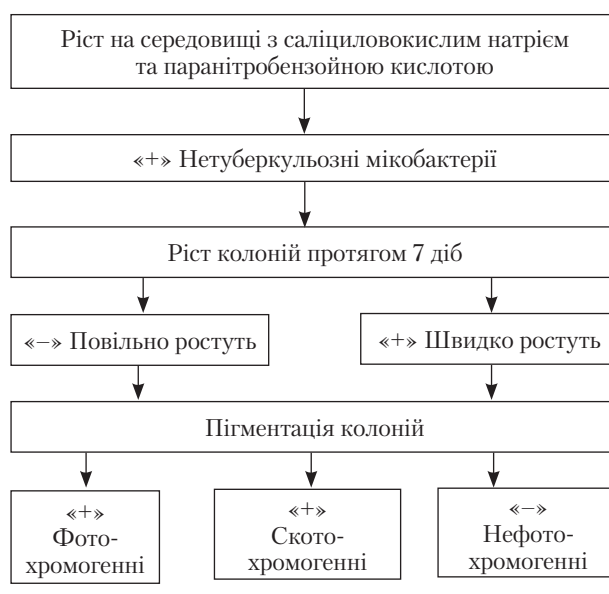 Ріст на середовищі з саліциловокислим натрієм
та паранітробензойною кислотою
«+» Нетуберкульозні мікобактерії
Ріст колоній протягом 7 діб
«–» Повільно ростуть
«+» Швидко ростуть
Пігментація колоній
«+»
Фото-
хромогенні
«+»
Ското-
хромогенні
«–»
Нефото-
хромогенні